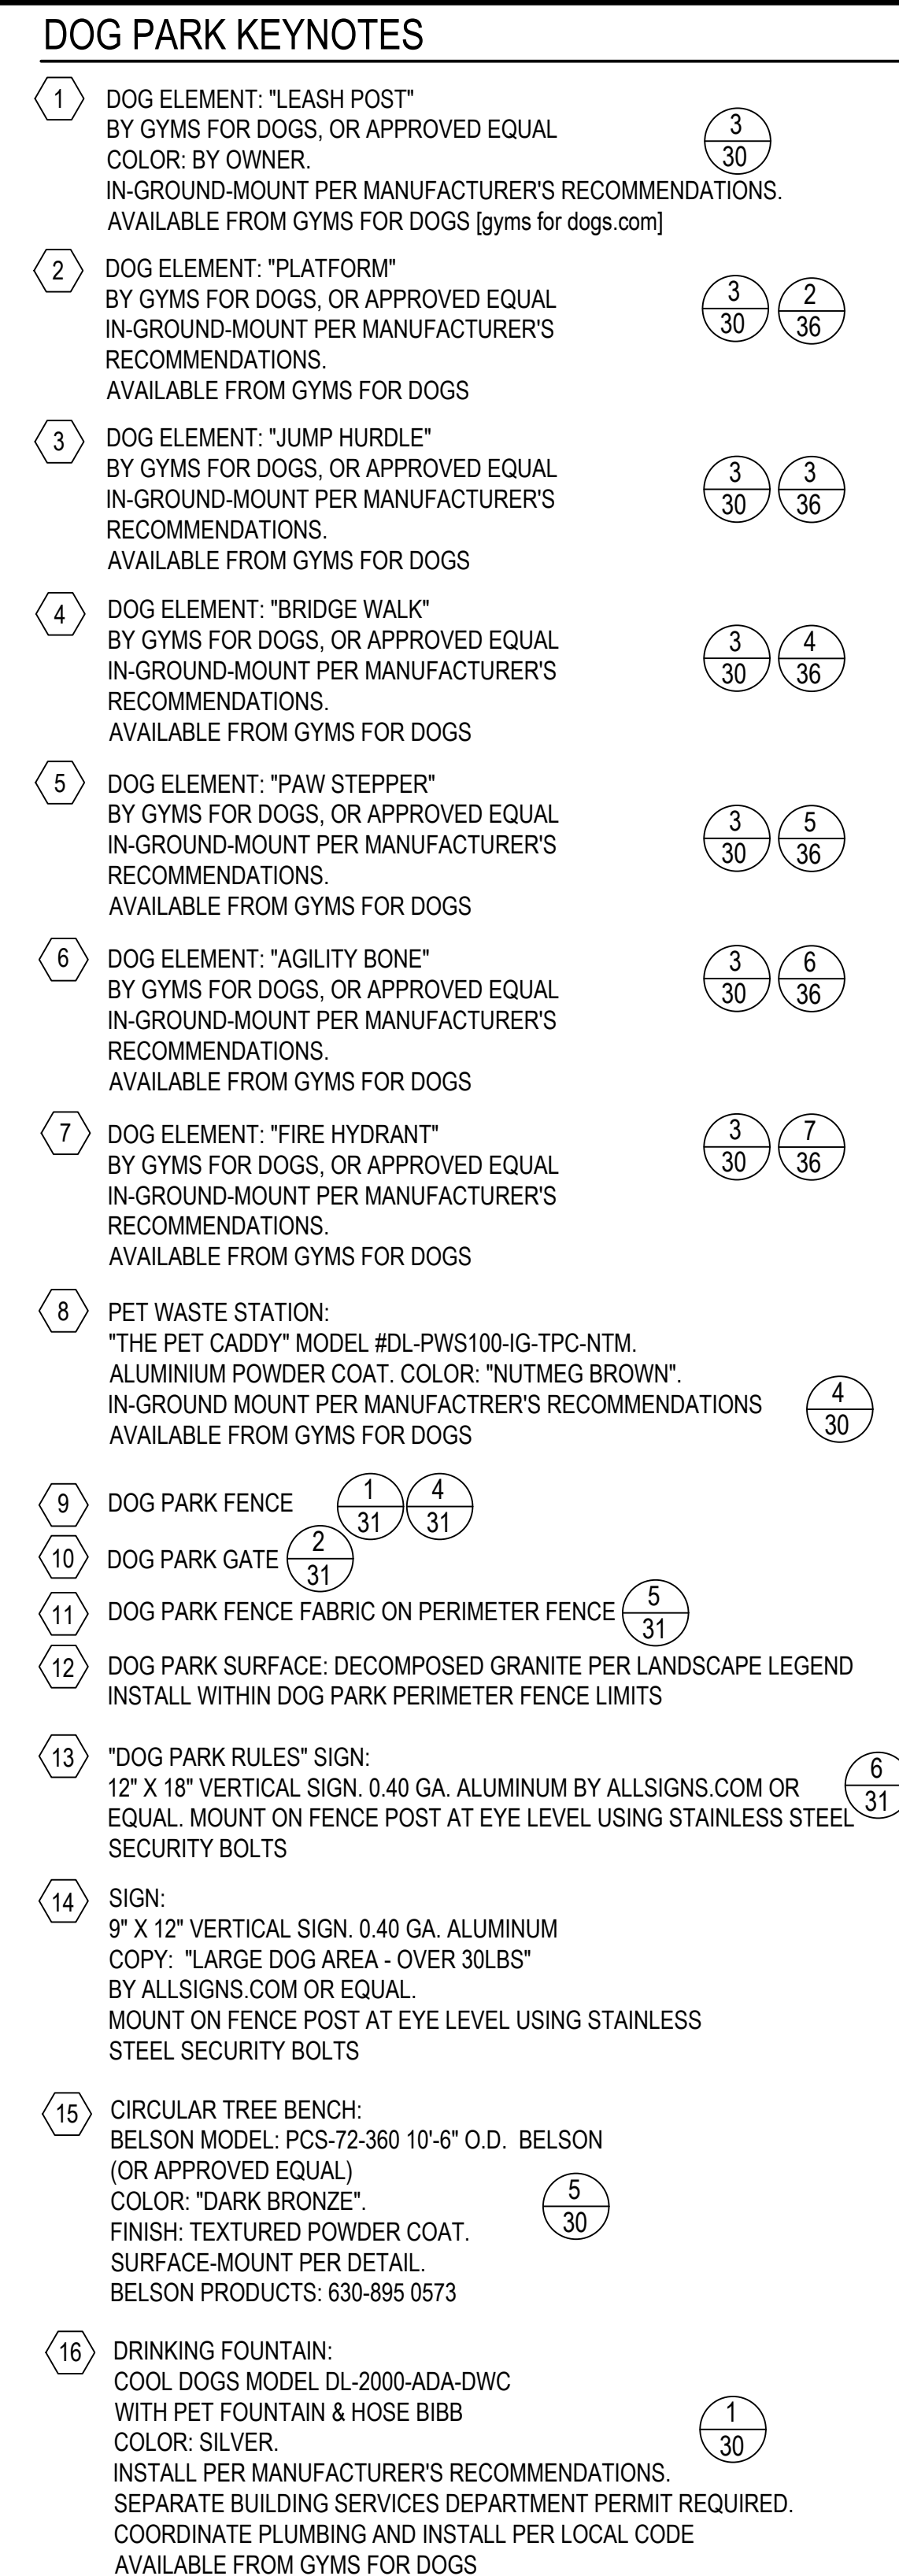 DOG PARK KEYNOTES
1
DOG ELEMENT: "LEASH POST"
BY GYMS FOR DOGS, OR APPROVED EQUAL
COLOR: BY OWNER.
IN-GROUND-MOUNT PER MANUFACTURER'S RECOMMENDATIONS.
AVAILABLE FROM GYMS FOR DOGS [gyms for dogs.com]
3
30
2
DOG ELEMENT: "PLATFORM"
BY GYMS FOR DOGS, OR APPROVED EQUAL
IN-GROUND-MOUNT PER MANUFACTURER'S
RECOMMENDATIONS.
AVAILABLE FROM GYMS FOR DOGS
3
30
2
36
3
DOG ELEMENT: "JUMP HURDLE"
BY GYMS FOR DOGS, OR APPROVED EQUAL
IN-GROUND-MOUNT PER MANUFACTURER'S
RECOMMENDATIONS.
AVAILABLE FROM GYMS FOR DOGS
3
30
3
36
4
DOG ELEMENT: "BRIDGE WALK"
BY GYMS FOR DOGS, OR APPROVED EQUAL
IN-GROUND-MOUNT PER MANUFACTURER'S
RECOMMENDATIONS.
AVAILABLE FROM GYMS FOR DOGS
3
30
4
36
5
DOG ELEMENT: "PAW STEPPER"
BY GYMS FOR DOGS, OR APPROVED EQUAL
IN-GROUND-MOUNT PER MANUFACTURER'S
RECOMMENDATIONS.
AVAILABLE FROM GYMS FOR DOGS
3
30
5
36
6
DOG ELEMENT: "AGILITY BONE"
BY GYMS FOR DOGS, OR APPROVED EQUAL
IN-GROUND-MOUNT PER MANUFACTURER'S
RECOMMENDATIONS.
AVAILABLE FROM GYMS FOR DOGS
3
30
6
36
7
DOG ELEMENT: "FIRE HYDRANT"
BY GYMS FOR DOGS, OR APPROVED EQUAL
IN-GROUND-MOUNT PER MANUFACTURER'S
RECOMMENDATIONS.
AVAILABLE FROM GYMS FOR DOGS
3
30
7
36
8
PET WASTE STATION:
"THE PET CADDY" MODEL #DL-PWS100-IG-TPC-NTM.
ALUMINIUM POWDER COAT. COLOR: "NUTMEG BROWN".
IN-GROUND MOUNT PER MANUFACTRER'S RECOMMENDATIONS
AVAILABLE FROM GYMS FOR DOGS
4
30
9
DOG PARK FENCE
1
31
4
31
10
DOG PARK GATE
2
31
11
DOG PARK FENCE FABRIC ON PERIMETER FENCE
5
31
12
DOG PARK SURFACE: DECOMPOSED GRANITE PER LANDSCAPE LEGEND
INSTALL WITHIN DOG PARK PERIMETER FENCE LIMITS
13
"DOG PARK RULES" SIGN:
12" X 18" VERTICAL SIGN. 0.40 GA. ALUMINUM BY ALLSIGNS.COM OR
EQUAL. MOUNT ON FENCE POST AT EYE LEVEL USING STAINLESS STEEL
SECURITY BOLTS
6
31
14
SIGN:
9" X 12" VERTICAL SIGN. 0.40 GA. ALUMINUM
COPY: "LARGE DOG AREA - OVER 30LBS"
BY ALLSIGNS.COM OR EQUAL.
MOUNT ON FENCE POST AT EYE LEVEL USING STAINLESS
STEEL SECURITY BOLTS
15
CIRCULAR TREE BENCH:
BELSON MODEL: PCS-72-360 10'-6" O.D. BELSON
(OR APPROVED EQUAL)
COLOR: "DARK BRONZE".
FINISH: TEXTURED POWDER COAT.
SURFACE-MOUNT PER DETAIL.
BELSON PRODUCTS: 630-895 0573
5
30
16
DRINKING FOUNTAIN:
COOL DOGS MODEL DL-2000-ADA-DWC
WITH PET FOUNTAIN & HOSE BIBB
COLOR: SILVER.
INSTALL PER MANUFACTURER'S RECOMMENDATIONS.
SEPARATE BUILDING SERVICES DEPARTMENT PERMIT REQUIRED.
COORDINATE PLUMBING AND INSTALL PER LOCAL CODE
AVAILABLE FROM GYMS FOR DOGS
1
30